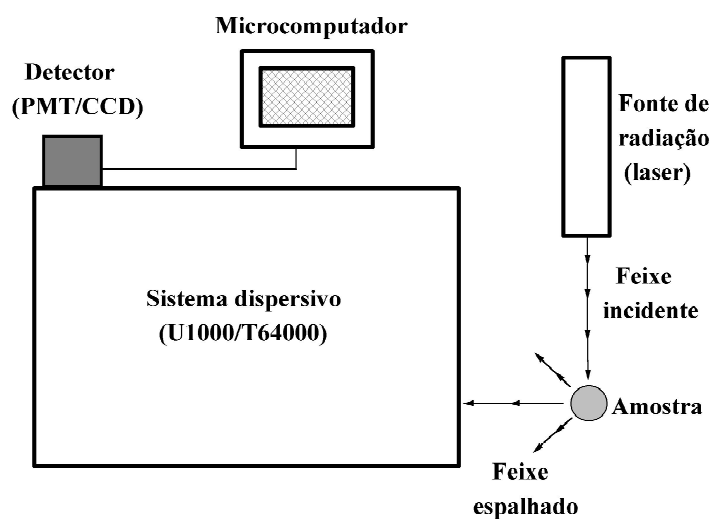 Microcomputador
Detector
(PMT/CCD)
Fonte de
radiação
(laser)
Sistema dispersivo
(U1000/T64000)
Feixe
incidente
Amostra
Feixe
espalhado